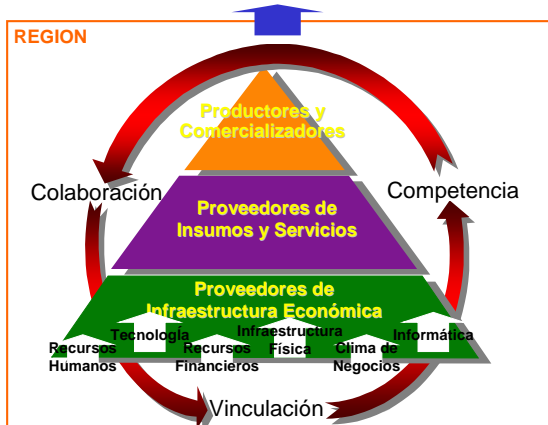 REGION
Productores y
Comercializadores
Colaboración
Competencia
Proveedores de
Insumos y Servicios
Proveedores de
Infraestructura Económica
Tecnología
Infraestructura
Física
Informática
Recursos
Humanos
Recursos
Financieros
Clima de
Negocios
Vinculación